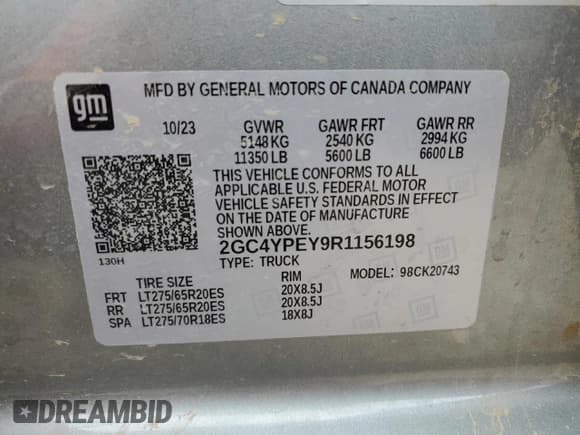 gm
MFD BY GENERAL MOTORS OF CANADA COMPANY
10/23 GVWR GAWR FRT GAWR RR
5148 KG 2540 KG 2994 KG
11350 LB 5600 LB 6600 LB
THIS VEHICLE CONFORMS TO ALL
APPLICABLE U.S. FEDERAL MOTOR
VEHICLE SAFETY STANDARDS IN EFFECT
ON THE DATE OF MANUFACTURE
SHOWN ABOVE.
130H
2GC4YPEY9R1156198
TYPE: TRUCK MODEL: 98CK20743
TIRE SIZE RIM
FRT LT275/65R20ES 20X8.5J
RR LT275/65R20ES 20X8.5J
SPA LT275/70R18ES 18X8J
DREAMBID